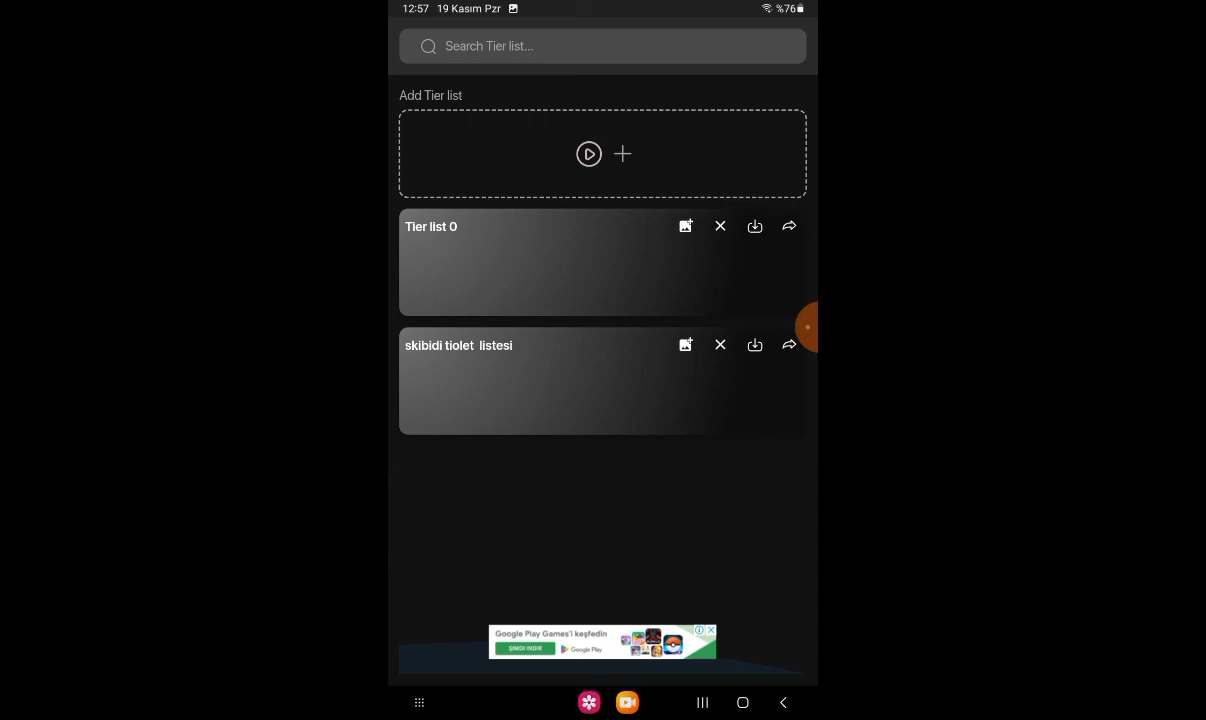 12:57 19 Kasım Pzr %76
Search Tier list...
Add Tier list
Tier list 0
skibidi tiolet listesi
Google Play Games'i keşfedin
ŞİMDİ İNDİR Google Play